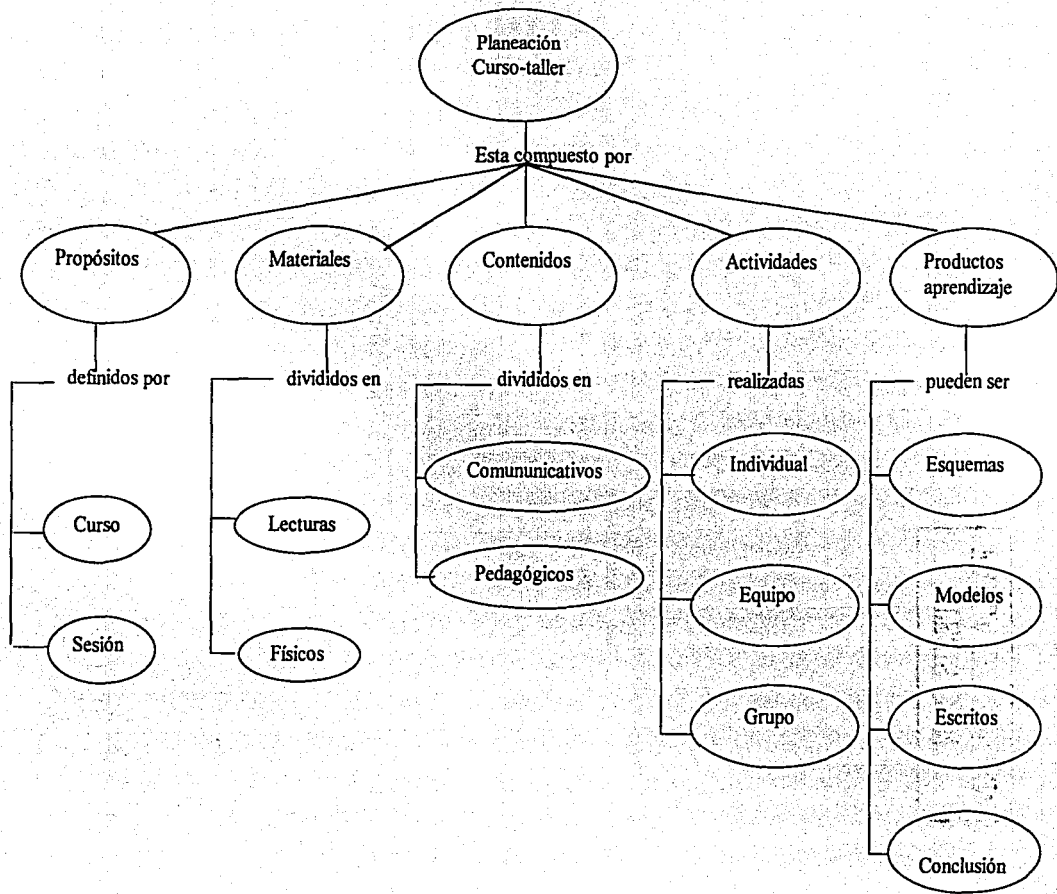 Planeación
Curso-taller
Esta compuesto por
Propósitos
Materiales
Contenidos
Actividades
Productos
aprendizaje
definidos por
divididos en
divididos en
realizadas
pueden ser
Comununicativos
Individual
Esquemas
Curso
Lecturas
Pedagógicos
Equipo
Modelos
Sesión
Físicos
Grupo
Escritos
Conclusión